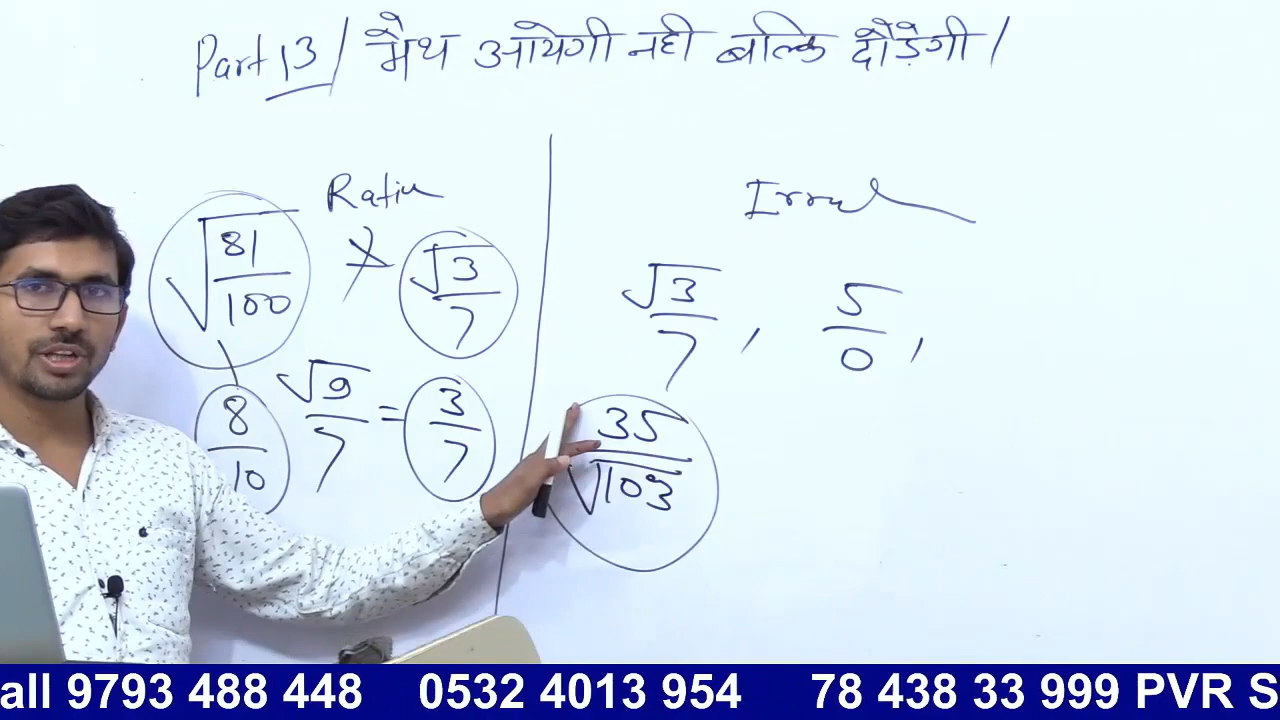 Part 13 / मैथ आयेगी नही बल्कि दौड़ेगी /
Ratio
√81/100 × √3/7
8/10 √9/7 = 3/7
√3/7 , 5/0 ,
35/√103
all 9793 488 448 0532 4013 954 78 438 33 999 PVR S